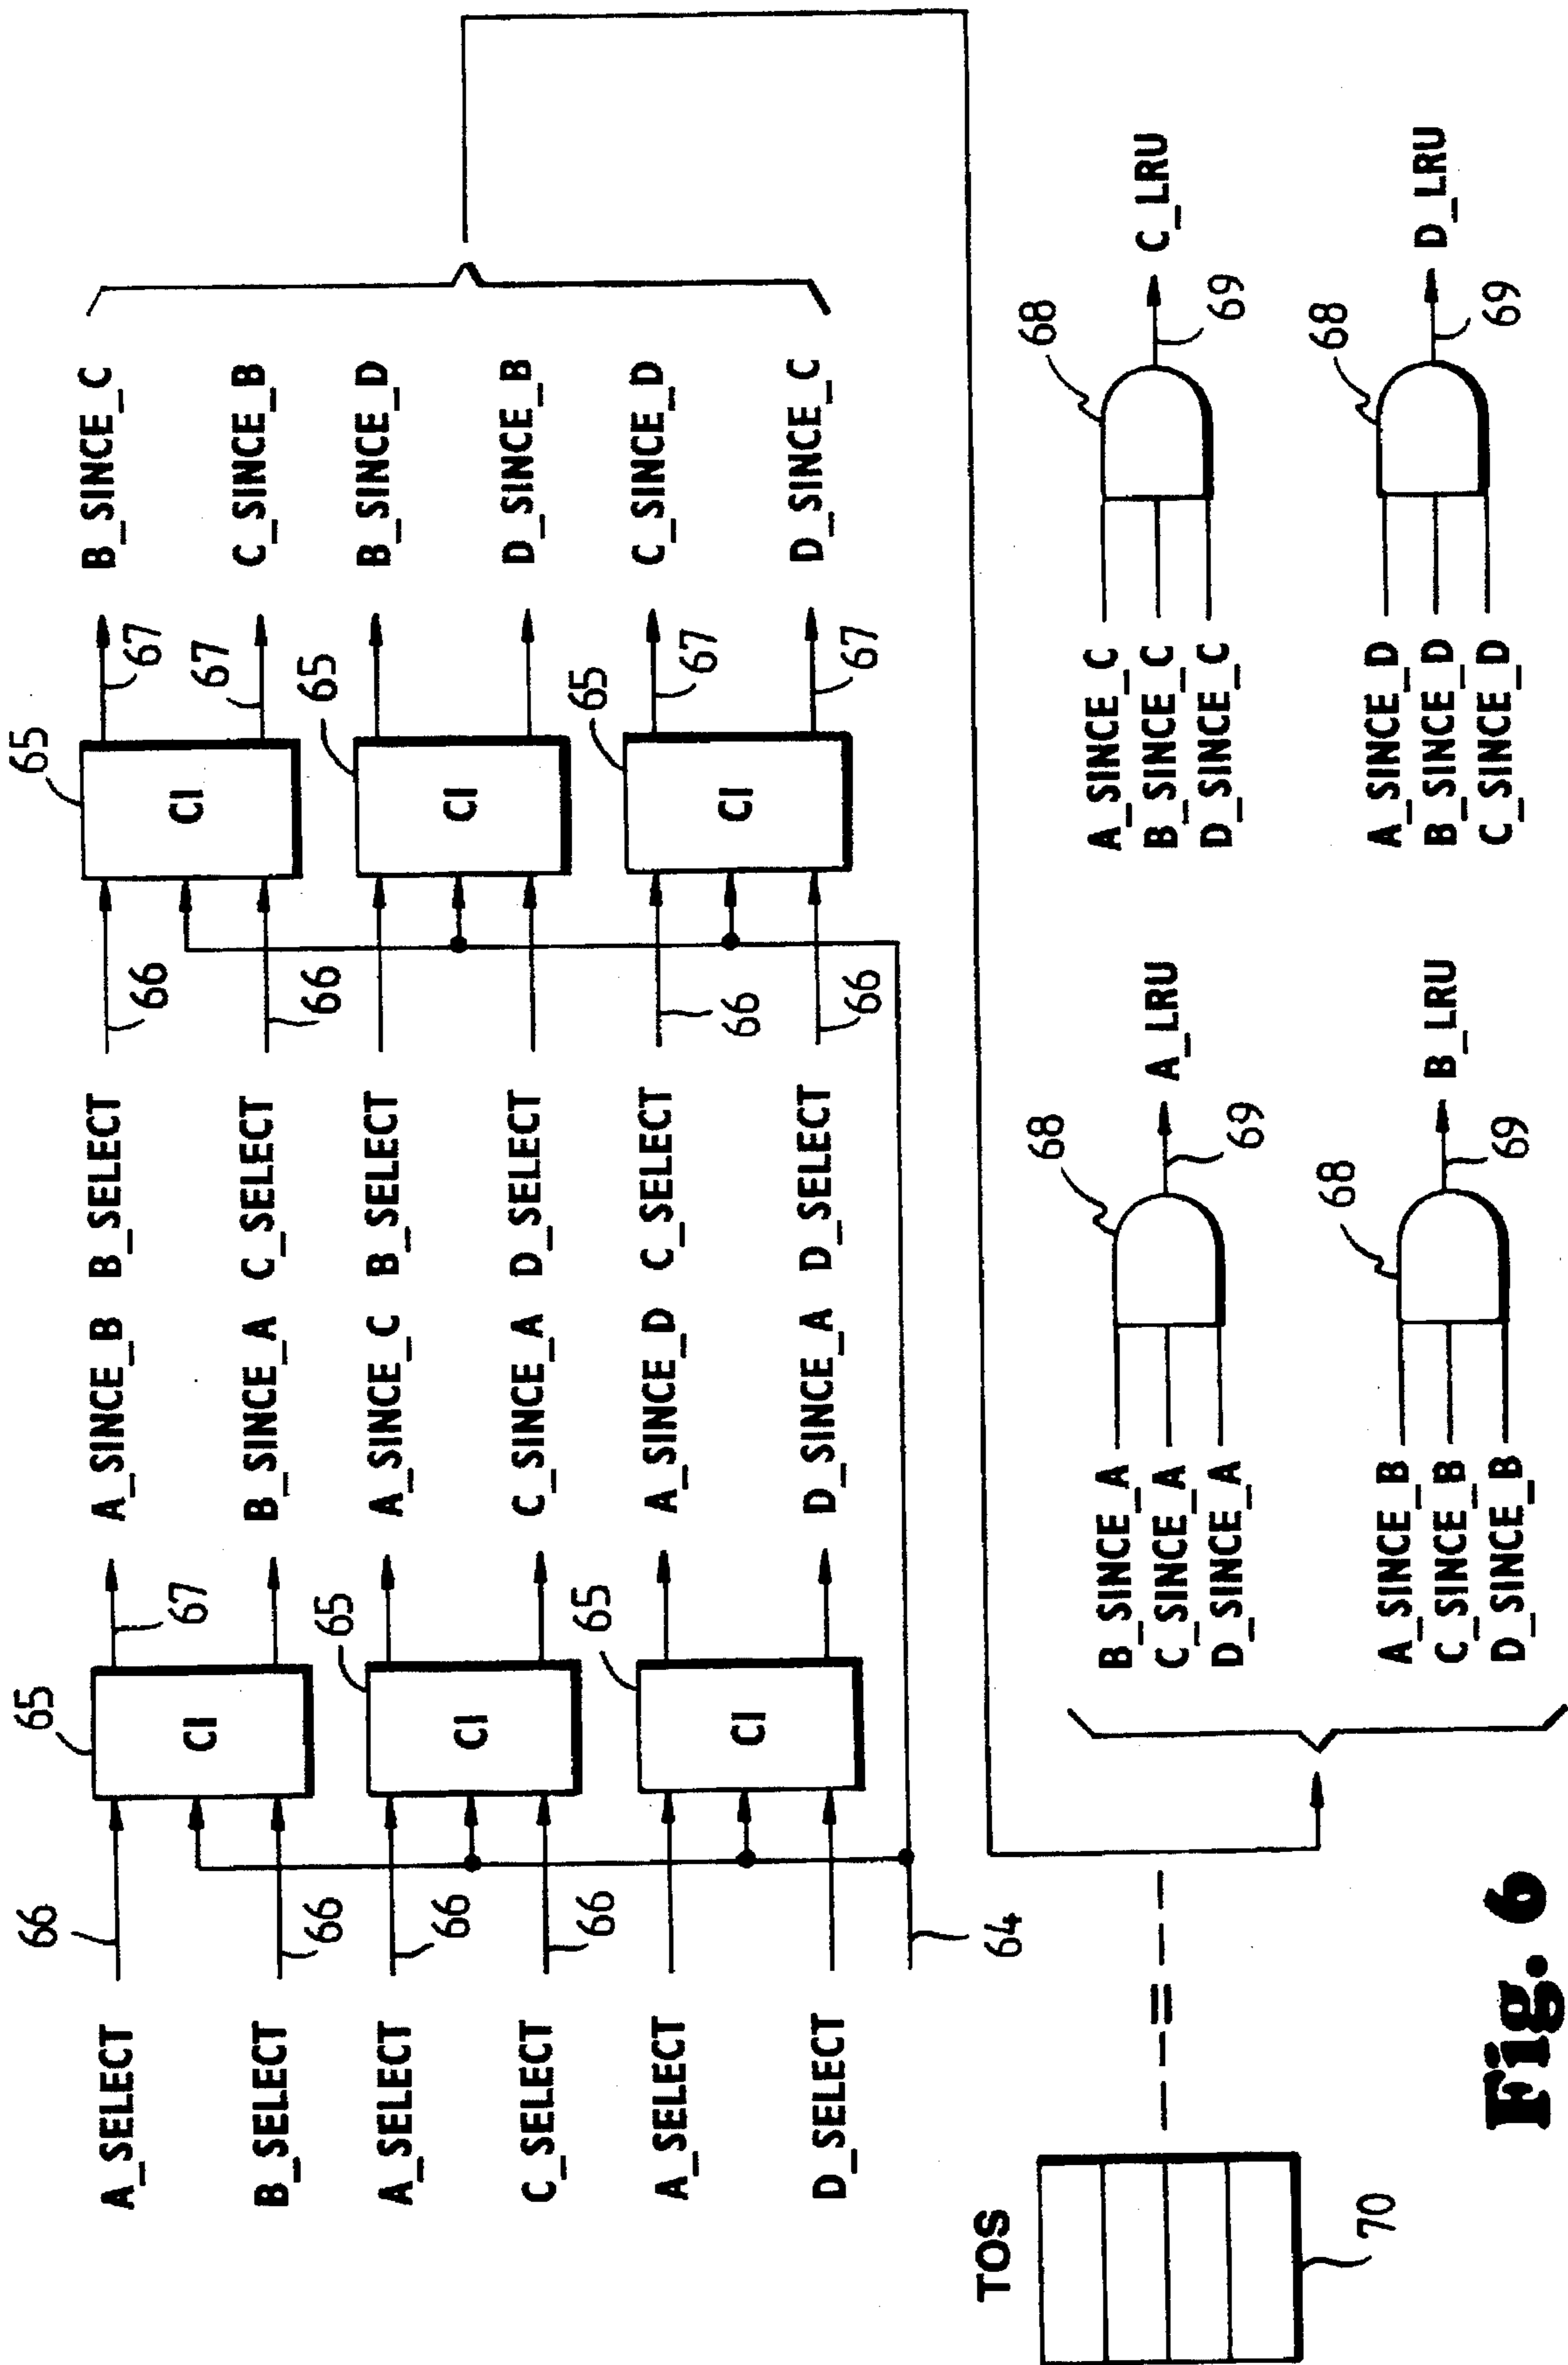 A_SELECT 66 65 CI 67 A_SINCE_B B_SELECT 66 65 CI 67 B_SINCE_C
B_SELECT 66 B_SINCE_A C_SELECT 66 67 C_SINCE_B
A_SELECT 66 65 CI A_SINCE_C B_SELECT 65 CI B_SINCE_D
C_SELECT 66 C_SINCE_A D_SELECT D_SINCE_B
A_SELECT 65 CI A_SINCE_D C_SELECT 66 65 CI 67 C_SINCE_D
D_SELECT D_SINCE_A D_SELECT 66 67 D_SINCE_C
64
TOS
70
B_SINCE_A
C_SINCE_A
D_SINCE_A
68
69
A_LRU
A_SINCE_C
B_SINCE_C
D_SINCE_C
68
69
C_LRU
A_SINCE_B
C_SINCE_B
D_SINCE_B
68
69
B_LRU
A_SINCE_D
B_SINCE_D
C_SINCE_D
68
69
D_LRU
Fig. 6